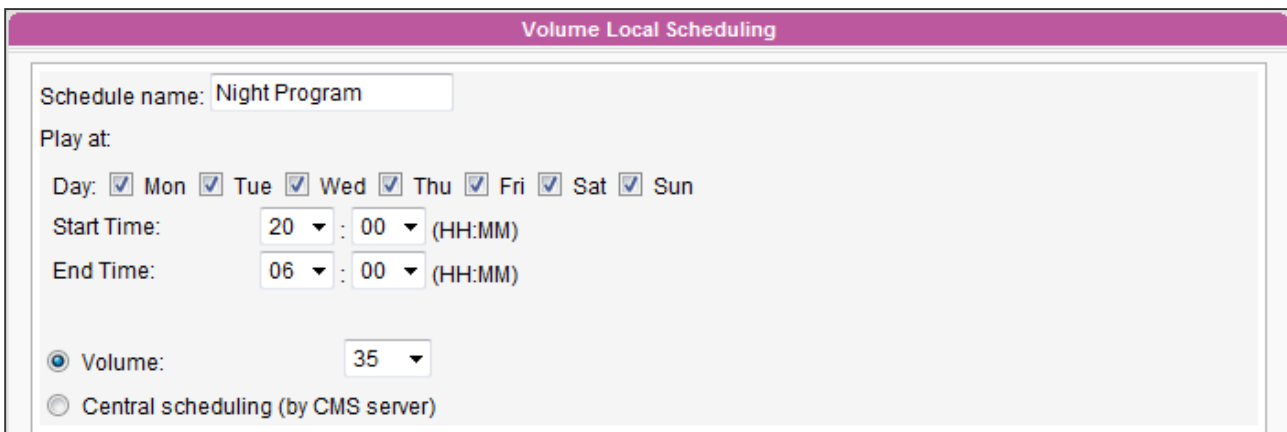 Volume Local Scheduling
Schedule name: Night Program
Play at:
Day: Mon Tue Wed Thu Fri Sat Sun
Start Time: 20 : 00 (HH:MM)
End Time: 06 : 00 (HH:MM)
Volume: 35
Central scheduling (by CMS server)